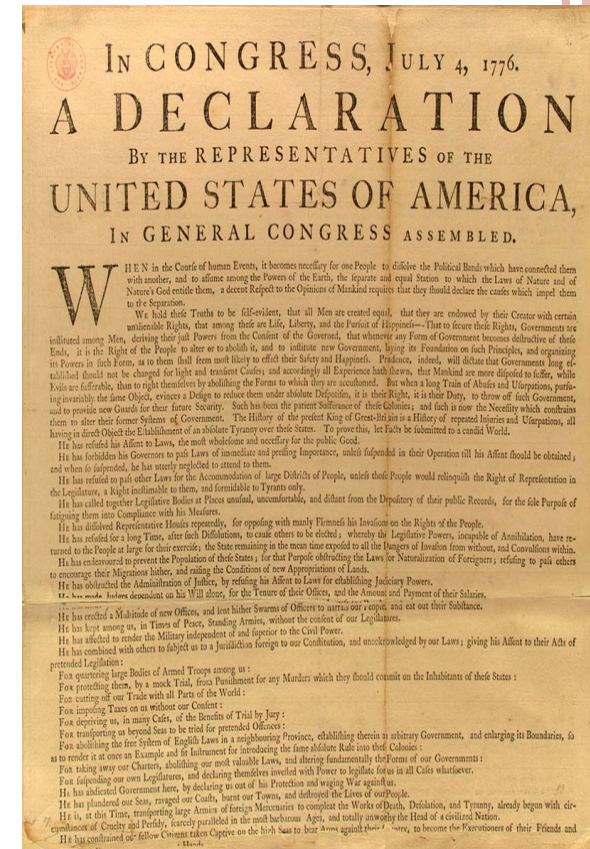 IN CONGRESS, JULY 4, 1776.
A DECLARATION
BY THE REPRESENTATIVES OF THE
UNITED STATES OF AMERICA,
IN GENERAL CONGRESS ASSEMBLED.
WHEN in the Course of human Events, it becomes necessary for one People to dissolve the Political Bands which have connected them
with another, and to assume among the Powers of the Earth, the separate and equal Station to which the Laws of Nature and of
Nature's God entitle them, a decent Respect to the Opinions of Mankind requires that they should declare the causes which impel them
to the Separation.
We hold these Truths to be self-evident, that all Men are created equal, that they are endowed by their Creator with certain
unalienable Rights, that among these are Life, Liberty, and the Pursuit of Happiness--That to secure these Rights, Governments are
instituted among Men, deriving their just Powers from the Consent of the Governed, that whenever any Form of Government becomes destructive of these
Ends, it is the Right of the People to alter or to abolish it, and to institute new Government, laying its Foundation on such Principles, and organizing
its Powers in such Form, as to them shall seem most likely to effect their Safety and Happiness. Prudence, indeed, will dictate that Governments long es-
tablished should not be changed for light and transient Causes; and accordingly all Experience hath shewn, that Mankind are more disposed to suffer, while
Evils are sufferable, than to right themselves by abolishing the Forms to which they are accustomed. But when a long Train of Abuses and Usurpations, pursu-
ing invariably the same Object, evinces a Design to reduce them under absolute Despotism, it is their Right, it is their Duty, to throw off such Government,
and to provide new Guards for their future Security. Such has been the patient Sufferance of these Colonies; and such is now the Necessity which constrains
them to alter their former Systems of Government. The History of the present King of Great-Britain is a History of repeated Injuries and Usurpations, all
having in direct Object the Establishment of an absolute Tyranny over these States. To prove this, let Facts be submitted to a candid World.
HE has refused his Assent to Laws, the most wholesome and necessary for the public Good.
HE has forbidden his Governors to pass Laws of immediate and pressing Importance, unless suspended in their Operation till his Assent should be obtained;
and when so suspended, he has utterly neglected to attend to them.
HE has refused to pass other Laws for the Accommodation of large Districts of People, unless those People would relinquish the Right of Representation in
the Legislature, a Right inestimable to them, and formidable to Tyrants only.
HE has called together Legislative Bodies at Places unusual, uncomfortable, and distant from the Depository of their public Records, for the sole Purpose of
fatiguing them into Compliance with his Measures.
HE has dissolved Representative Houses repeatedly, for opposing with manly Firmness his Invasions on the Rights of the People.
HE has refused for a long Time, after such Dissolutions, to cause others to be elected; whereby the Legislative Powers, incapable of Annihilation, have re-
turned to the People at large for their exercise; the State remaining in the mean time exposed to all the Dangers of Invasion from without, and Convulsions within.
HE has endeavoured to prevent the Population of these States; for that Purpose obstructing the Laws for Naturalization of Foreigners; refusing to pass others
to encourage their Migrations hither, and raising the Conditions of new Appropriations of Lands.
HE has obstructed the Administration of Justice, by refusing his Assent to Laws for establishing Judiciary Powers.
HE has made Judges dependent on his Will alone, for the Tenure of their Offices, and the Amount and Payment of their Salaries.
HE has erected a Multitude of new Offices, and sent hither Swarms of Officers to harrass our People, and eat out their Substance.
HE has kept among us, in Times of Peace, Standing Armies, without the consent of our Legislatures.
HE has affected to render the Military independent of and superior to the Civil Power.
HE has combined with others to subject us to a Jurisdiction foreign to our Constitution, and unacknowledged by our Laws; giving his Assent to their Acts of
pretended Legislation:
FOR quartering large Bodies of Armed Troops among us:
FOR protecting them, by a mock Trial, from Punishment for any Murders which they should commit on the Inhabitants of these States:
FOR cutting off our Trade with all Parts of the World:
FOR imposing Taxes on us without our Consent:
FOR depriving us, in many Cases, of the Benefits of Trial by Jury:
FOR transporting us beyond Seas to be tried for pretended Offences:
FOR abolishing the free System of English Laws in a neighbouring Province, establishing therein an arbitrary Government, and enlarging its Boundaries, so
as to render it at once an Example and fit Instrument for introducing the same absolute Rule into these Colonies:
FOR taking away our Charters, abolishing our most valuable Laws, and altering fundamentally the Forms of our Governments:
FOR suspending our own Legislatures, and declaring themselves invested with Power to legislate for us in all Cases whatsoever.
HE has abdicated Government here, by declaring us out of his Protection and waging War against us.
HE has plundered our Seas, ravaged our Coasts, burnt our Towns, and destroyed the Lives of our People.
HE is, at this Time, transporting large Armies of foreign Mercenaries to compleat the Works of Death, Desolation, and Tyranny, already begun with cir-
cumstances of Cruelty and Perfidy, scarcely paralleled in the most barbarous Ages, and totally unworthy the Head of a civilized Nation.
HE has constrained our fellow Citizens taken Captive on the high Seas to bear Arms against their Country, to become the Executioners of their Friends and
Hands